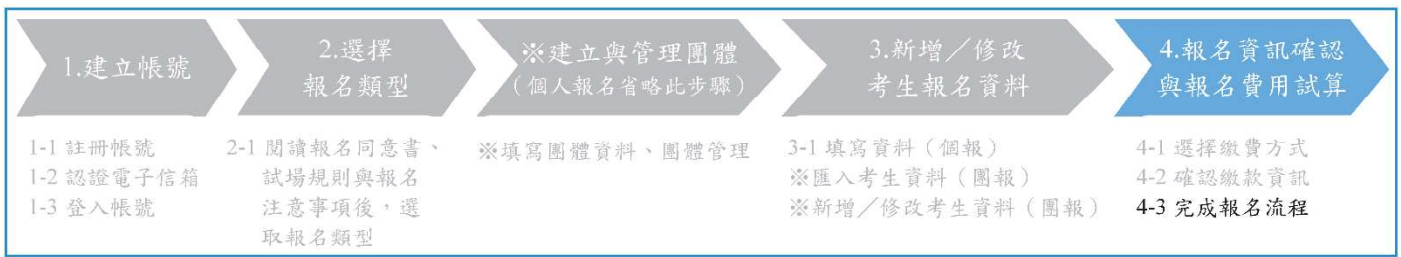 1.建立帳號
2.選擇
報名類型
※建立與管理團體
（個人報名省略此步驟）
3.新增／修改
考生報名資料
4.報名資訊確認
與報名費用試算
1-1 註冊帳號
1-2 認證電子信箱
1-3 登入帳號
2-1 閱讀報名同意書、
試場規則與報名
注意事項後，選
取報名類型
※填寫團體資料、團體管理
3-1 填寫資料（個報）
※匯入考生資料（團報）
※新增／修改考生資料（團報）
4-1 選擇繳費方式
4-2 確認繳款資訊
4-3 完成報名流程